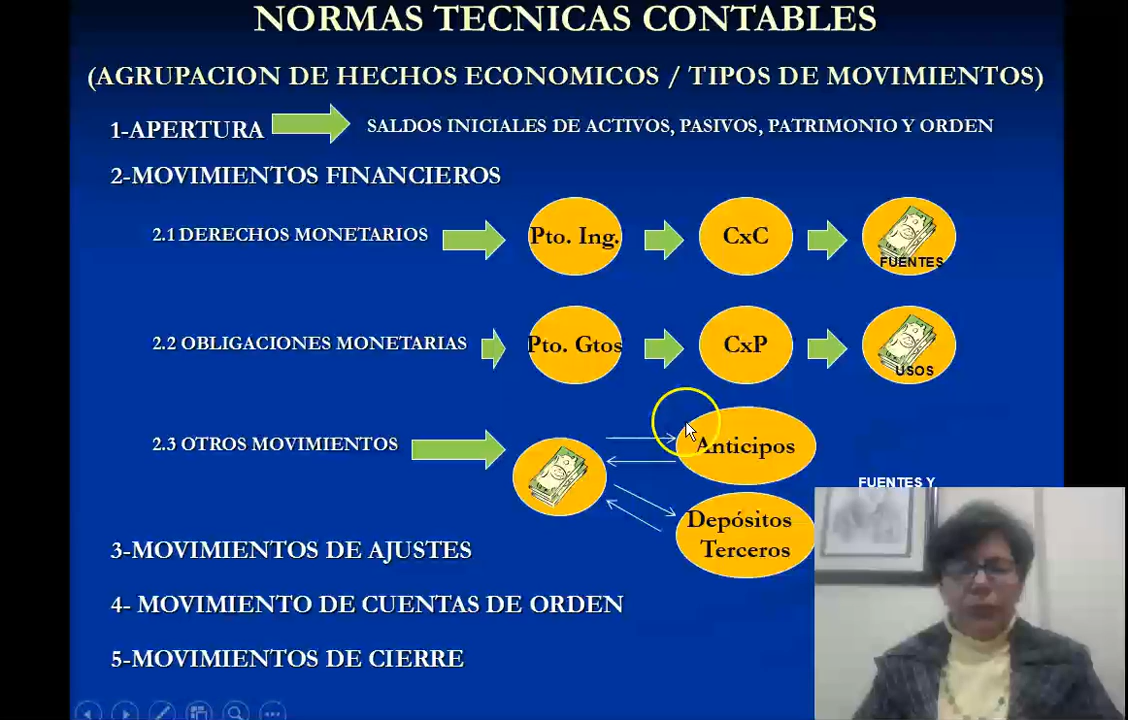 NORMAS TECNICAS CONTABLES
(AGRUPACION DE HECHOS ECONOMICOS / TIPOS DE MOVIMIENTOS)
1-APERTURA
SALDOS INICIALES DE ACTIVOS, PASIVOS, PATRIMONIO Y ORDEN
2-MOVIMIENTOS FINANCIEROS
2.1 DERECHOS MONETARIOS
Pto. Ing.
CxC
FUENTES
2.2 OBLIGACIONES MONETARIAS
Pto. Gtos
CxP
USOS
2.3 OTROS MOVIMIENTOS
Anticipos
FUENTES Y
Depósitos
Terceros
3-MOVIMIENTOS DE AJUSTES
4- MOVIMIENTO DE CUENTAS DE ORDEN
5-MOVIMIENTOS DE CIERRE